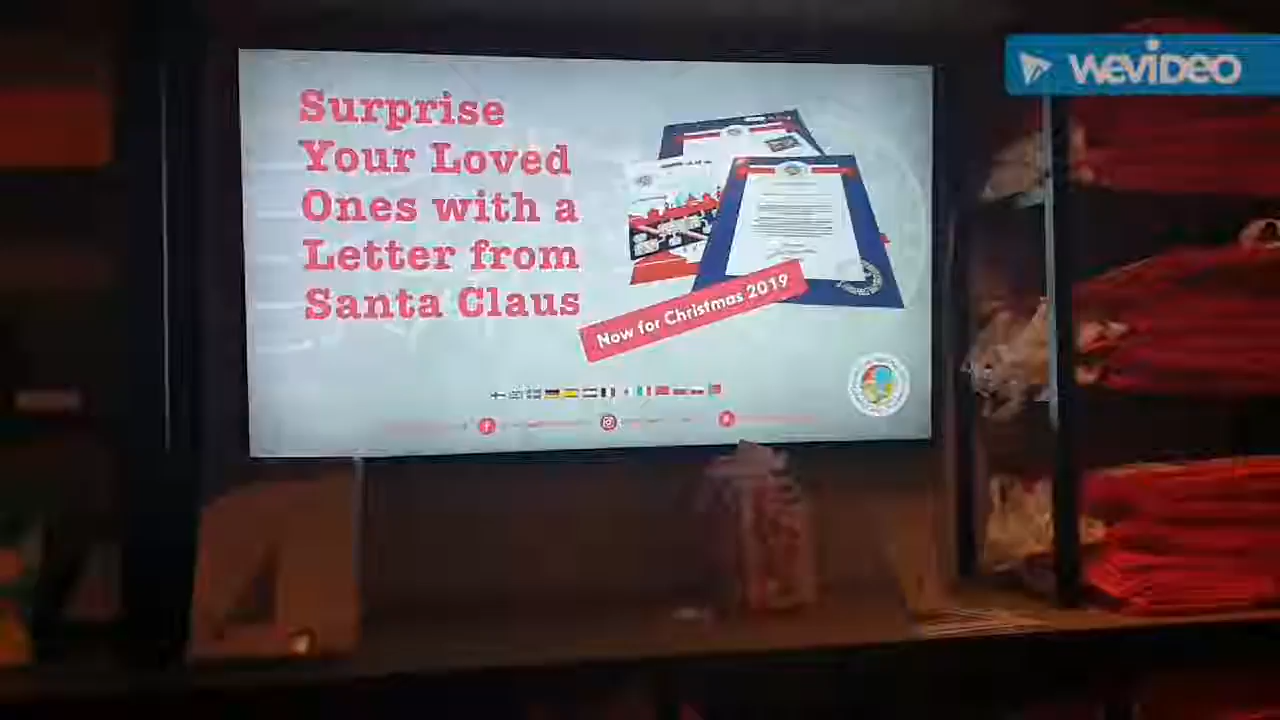 WEVIDEO
Surprise
Your Loved
Ones with a
Letter from
Santa Claus
Now for Christmas 2019